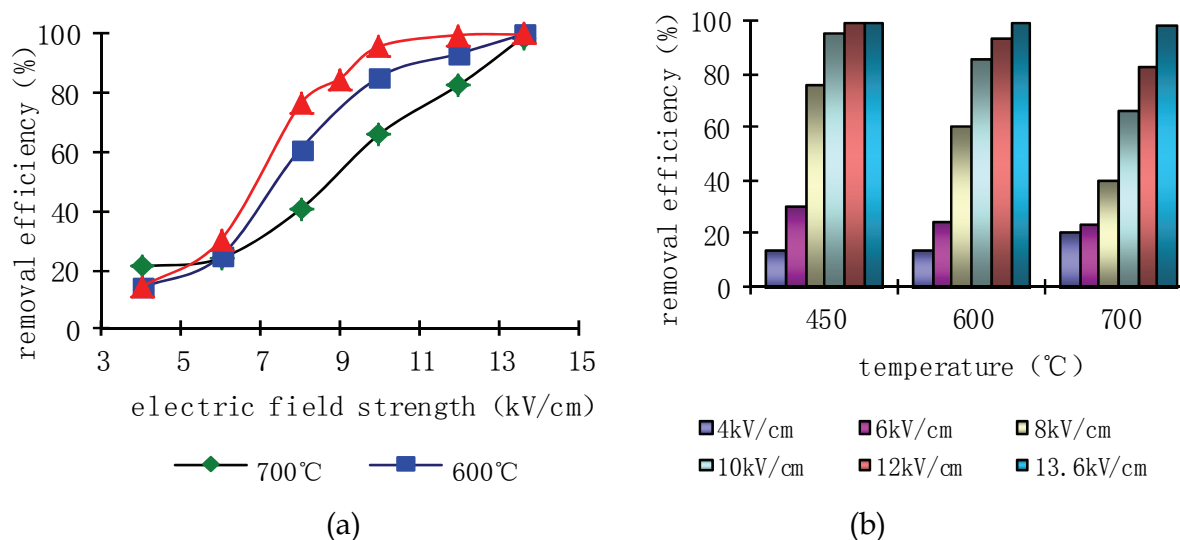 removal efficiency (%)
100
80
60
40
20
0
3 5 7 9 11 13 15
electric field strength (kV/cm)
700℃ 600℃
(a)
removal efficiency (%)
100
80
60
40
20
0
450 600 700
temperature (℃)
4kV/cm 6kV/cm 8kV/cm
10kV/cm 12kV/cm 13.6kV/cm
(b)